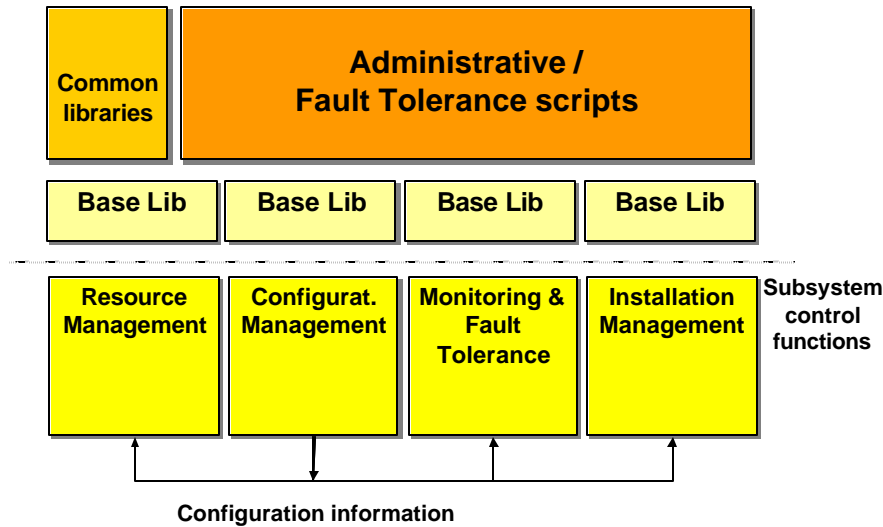 Common
libraries
Administrative /
Fault Tolerance scripts
Base Lib
Base Lib
Base Lib
Base Lib
Resource
Management
Configurat.
Management
Monitoring &
Fault
Tolerance
Installation
Management
Subsystem
control
functions
Configuration information